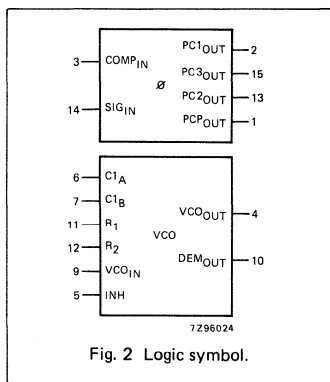 3 COMPIN PC1OUT 2
PC3OUT 15
ø
14 SIGIN PC2OUT 13
PCPOUT 1
6 C1A
7 C1B VCOOUT 4
11 R1
VCO
12 R2
9 VCOIN DEMOUT 10
5 INH
7Z96024
Fig. 2 Logic symbol.